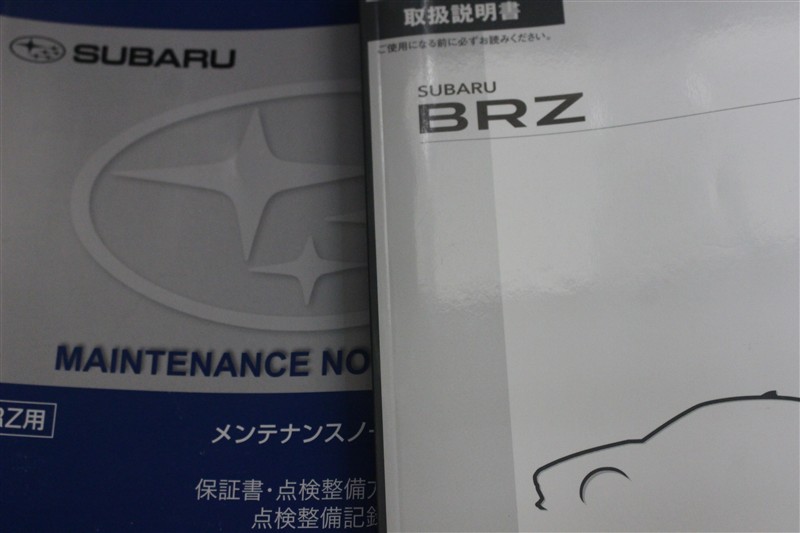 SUBARU
MAINTENANCE NO
RZ用
メンテナンスノー
保証書・点検整備
点検整備記録
取扱説明書
ご使用になる前に必ずお読みください。
SUBARU
BRZ